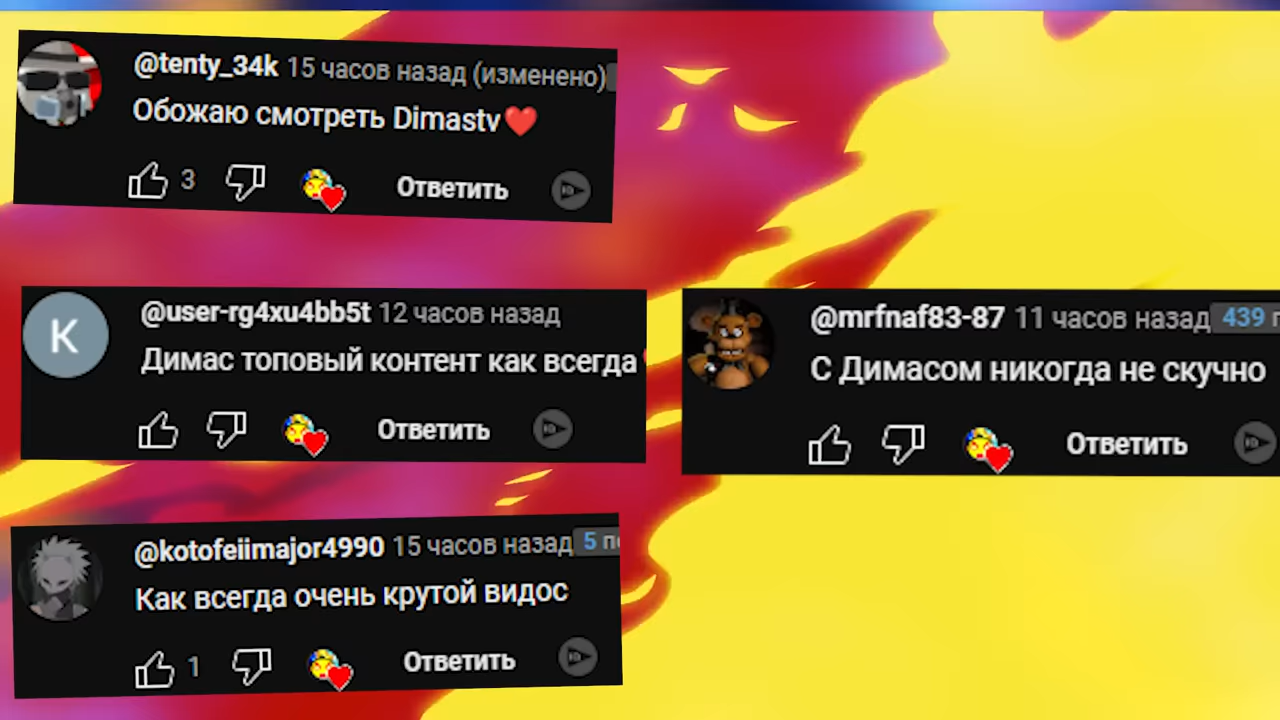 @tenty_34k 15 часов назад (изменено)
Обожаю смотреть Dimastv❤️
3 Ответить
@user-rg4xu4bb5t 12 часов назад
Димас топовый контент как всегда
Ответить
@mrfnaf83-87 11 часов назад 439
С Димасом никогда не скучно
Ответить
@kotofeiimajor4990 15 часов назад 5
Как всегда очень крутой видос
1 Ответить
K